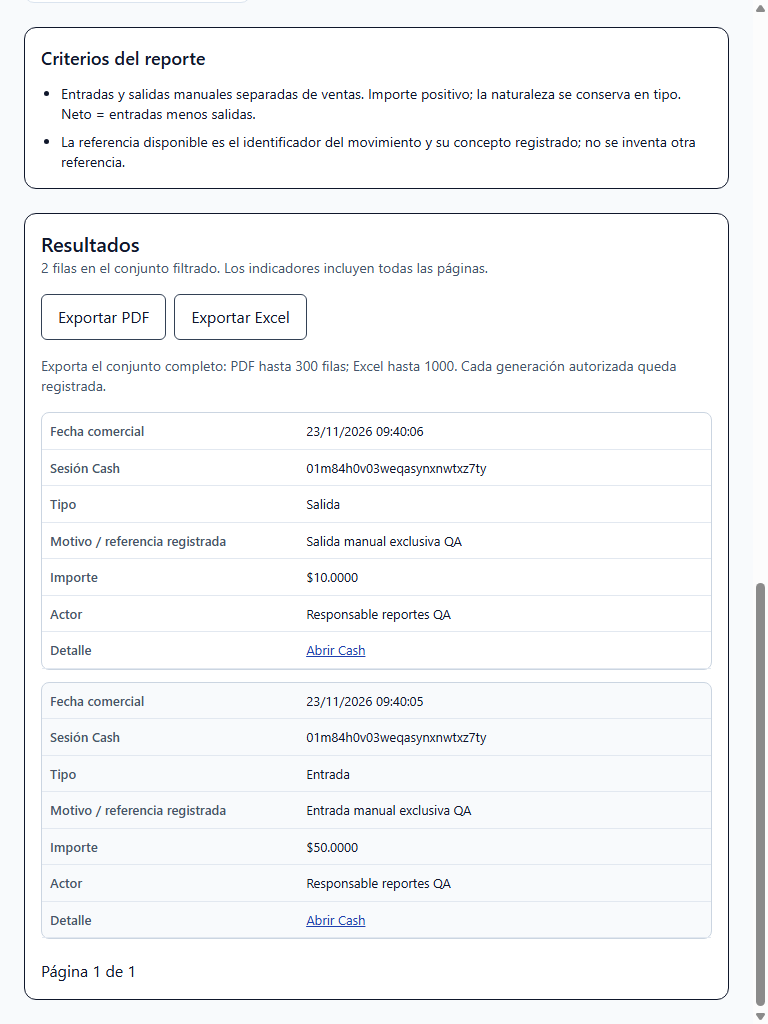 Criterios del reporte
Entradas y salidas manuales separadas de ventas. Importe positivo; la naturaleza se conserva en tipo.
Neto = entradas menos salidas.
La referencia disponible es el identificador del movimiento y su concepto registrado; no se inventa otra
referencia.
Resultados
2 filas en el conjunto filtrado. Los indicadores incluyen todas las páginas.
Exportar PDF Exportar Excel
Exporta el conjunto completo: PDF hasta 300 filas; Excel hasta 1000. Cada generación autorizada queda
registrada.
Fecha comercial 23/11/2026 09:40:06
Sesión Cash 01m84h0v03weqasynxnwtxz7ty
Tipo Salida
Motivo / referencia registrada Salida manual exclusiva QA
Importe $10.0000
Actor Responsable reportes QA
Detalle Abrir Cash
Fecha comercial 23/11/2026 09:40:05
Sesión Cash 01m84h0v03weqasynxnwtxz7ty
Tipo Entrada
Motivo / referencia registrada Entrada manual exclusiva QA
Importe $50.0000
Actor Responsable reportes QA
Detalle Abrir Cash
Página 1 de 1